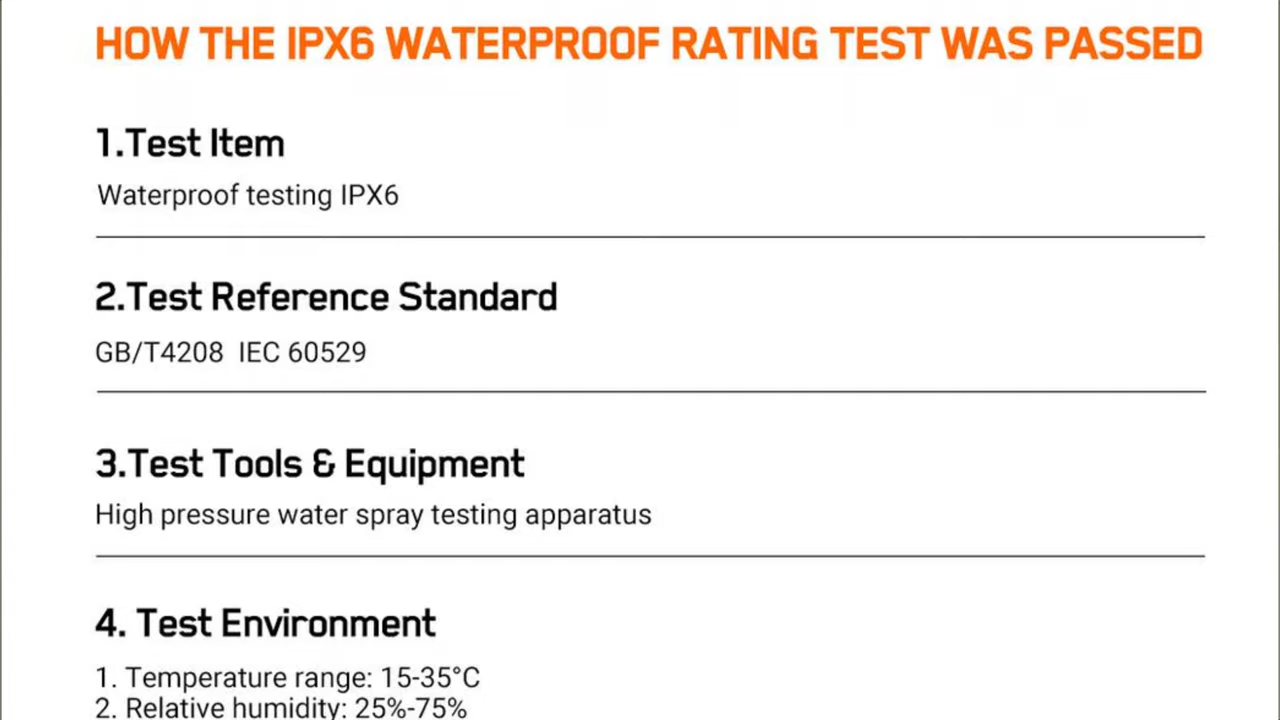 HOW THE IPX6 WATERPROOF RATING TEST WAS PASSED
1.Test Item
Waterproof testing IPX6
2.Test Reference Standard
GB/T4208 IEC 60529
3.Test Tools & Equipment
High pressure water spray testing apparatus
4. Test Environment
1. Temperature range: 15-35°C
2. Relative humidity: 25%-75%